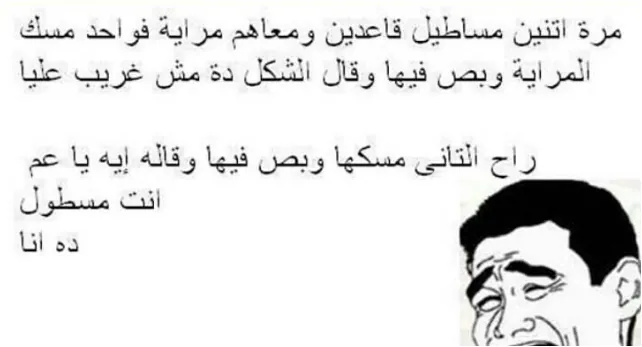 مرة اتنين مساطيل قاعدين ومعاهم مراية فواحد مسك
المراية وبص فيها وقال الشكل دة مش غريب عليا
راح التانى مسكها وبص فيها وقاله إيه يا عم
انت مسطول
ده انا